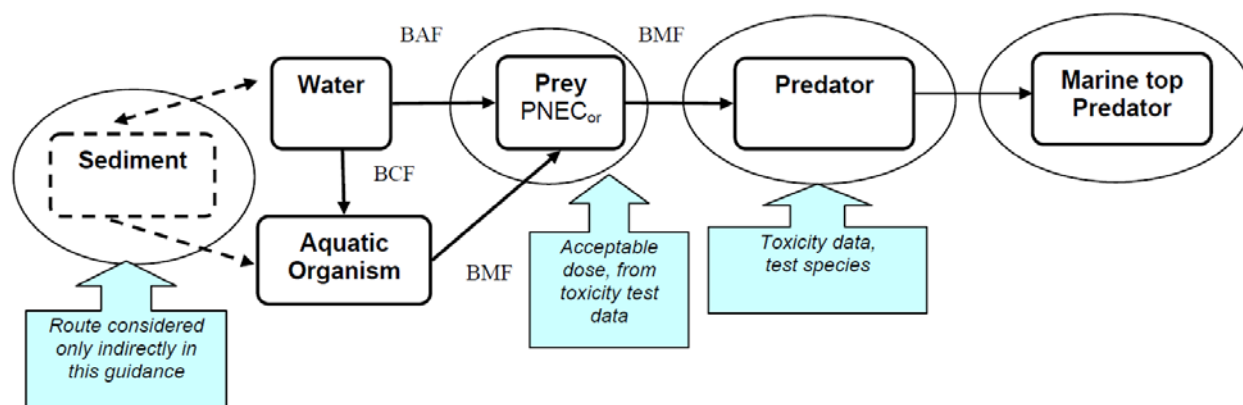 BAF
BMF
Water
Prey
PNECor
Predator
Marine top
Predator
Sediment
BCF
Aquatic
Organism
BMF
Acceptable
dose, from
toxicity test
data
Toxicity data,
test species
Route considered
only indirectly in
this guidance